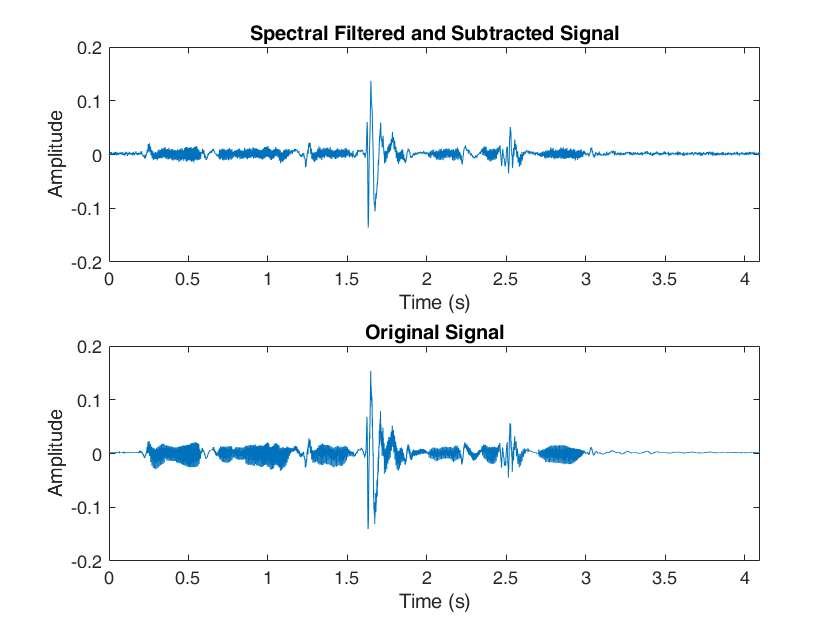 Spectral Filtered and Subtracted Signal
0.2
0.1
0
-0.1
-0.2
Amplitude
0 0.5 1 1.5 2 2.5 3 3.5 4
Time (s)
Original Signal
0.2
0.1
0
-0.1
-0.2
Amplitude
0 0.5 1 1.5 2 2.5 3 3.5 4
Time (s)